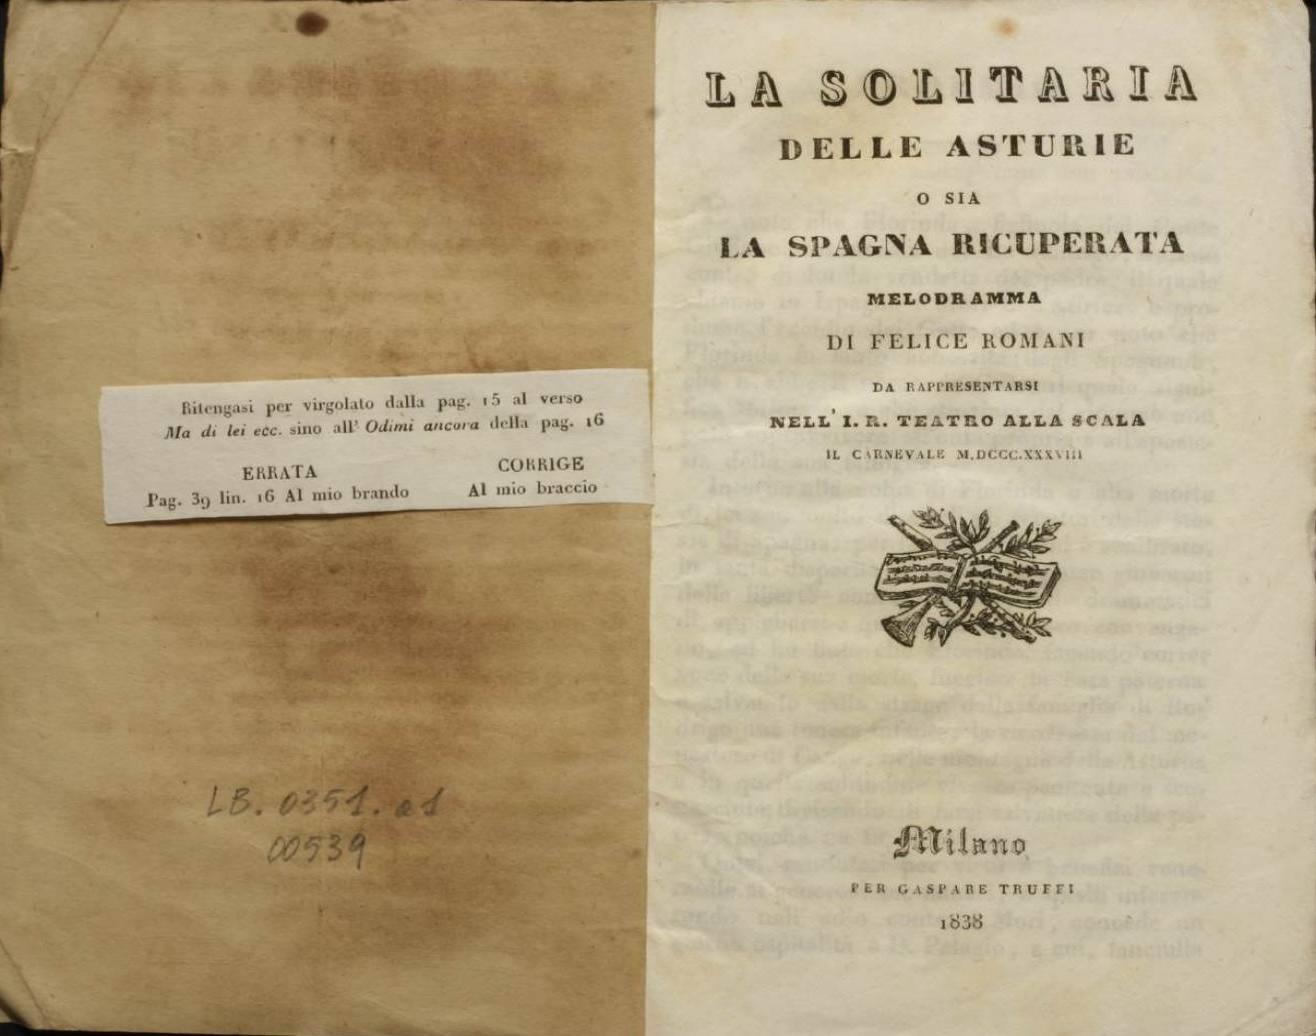 Ritengasi per virgolato dalla pag. 15 al verso
Ma di lei ecc. sino all' Odimi ancora della pag. 16
ERRATA CORRIGE
Pag. 39 lin. 16 Al mio brando Al mio braccio
LB. 0351. a1
00539
LA SOLITARIA
DELLE ASTURIE
O SIA
LA SPAGNA RICUPERATA
MELODRAMMA
DI FELICE ROMANI
DA RAPPRESENTARSI
NELL' I. R. TEATRO ALLA SCALA
IL CARNEVALE M.DCCC.XXXVIII
Milano
PER GASPARE TRUFFI
1838